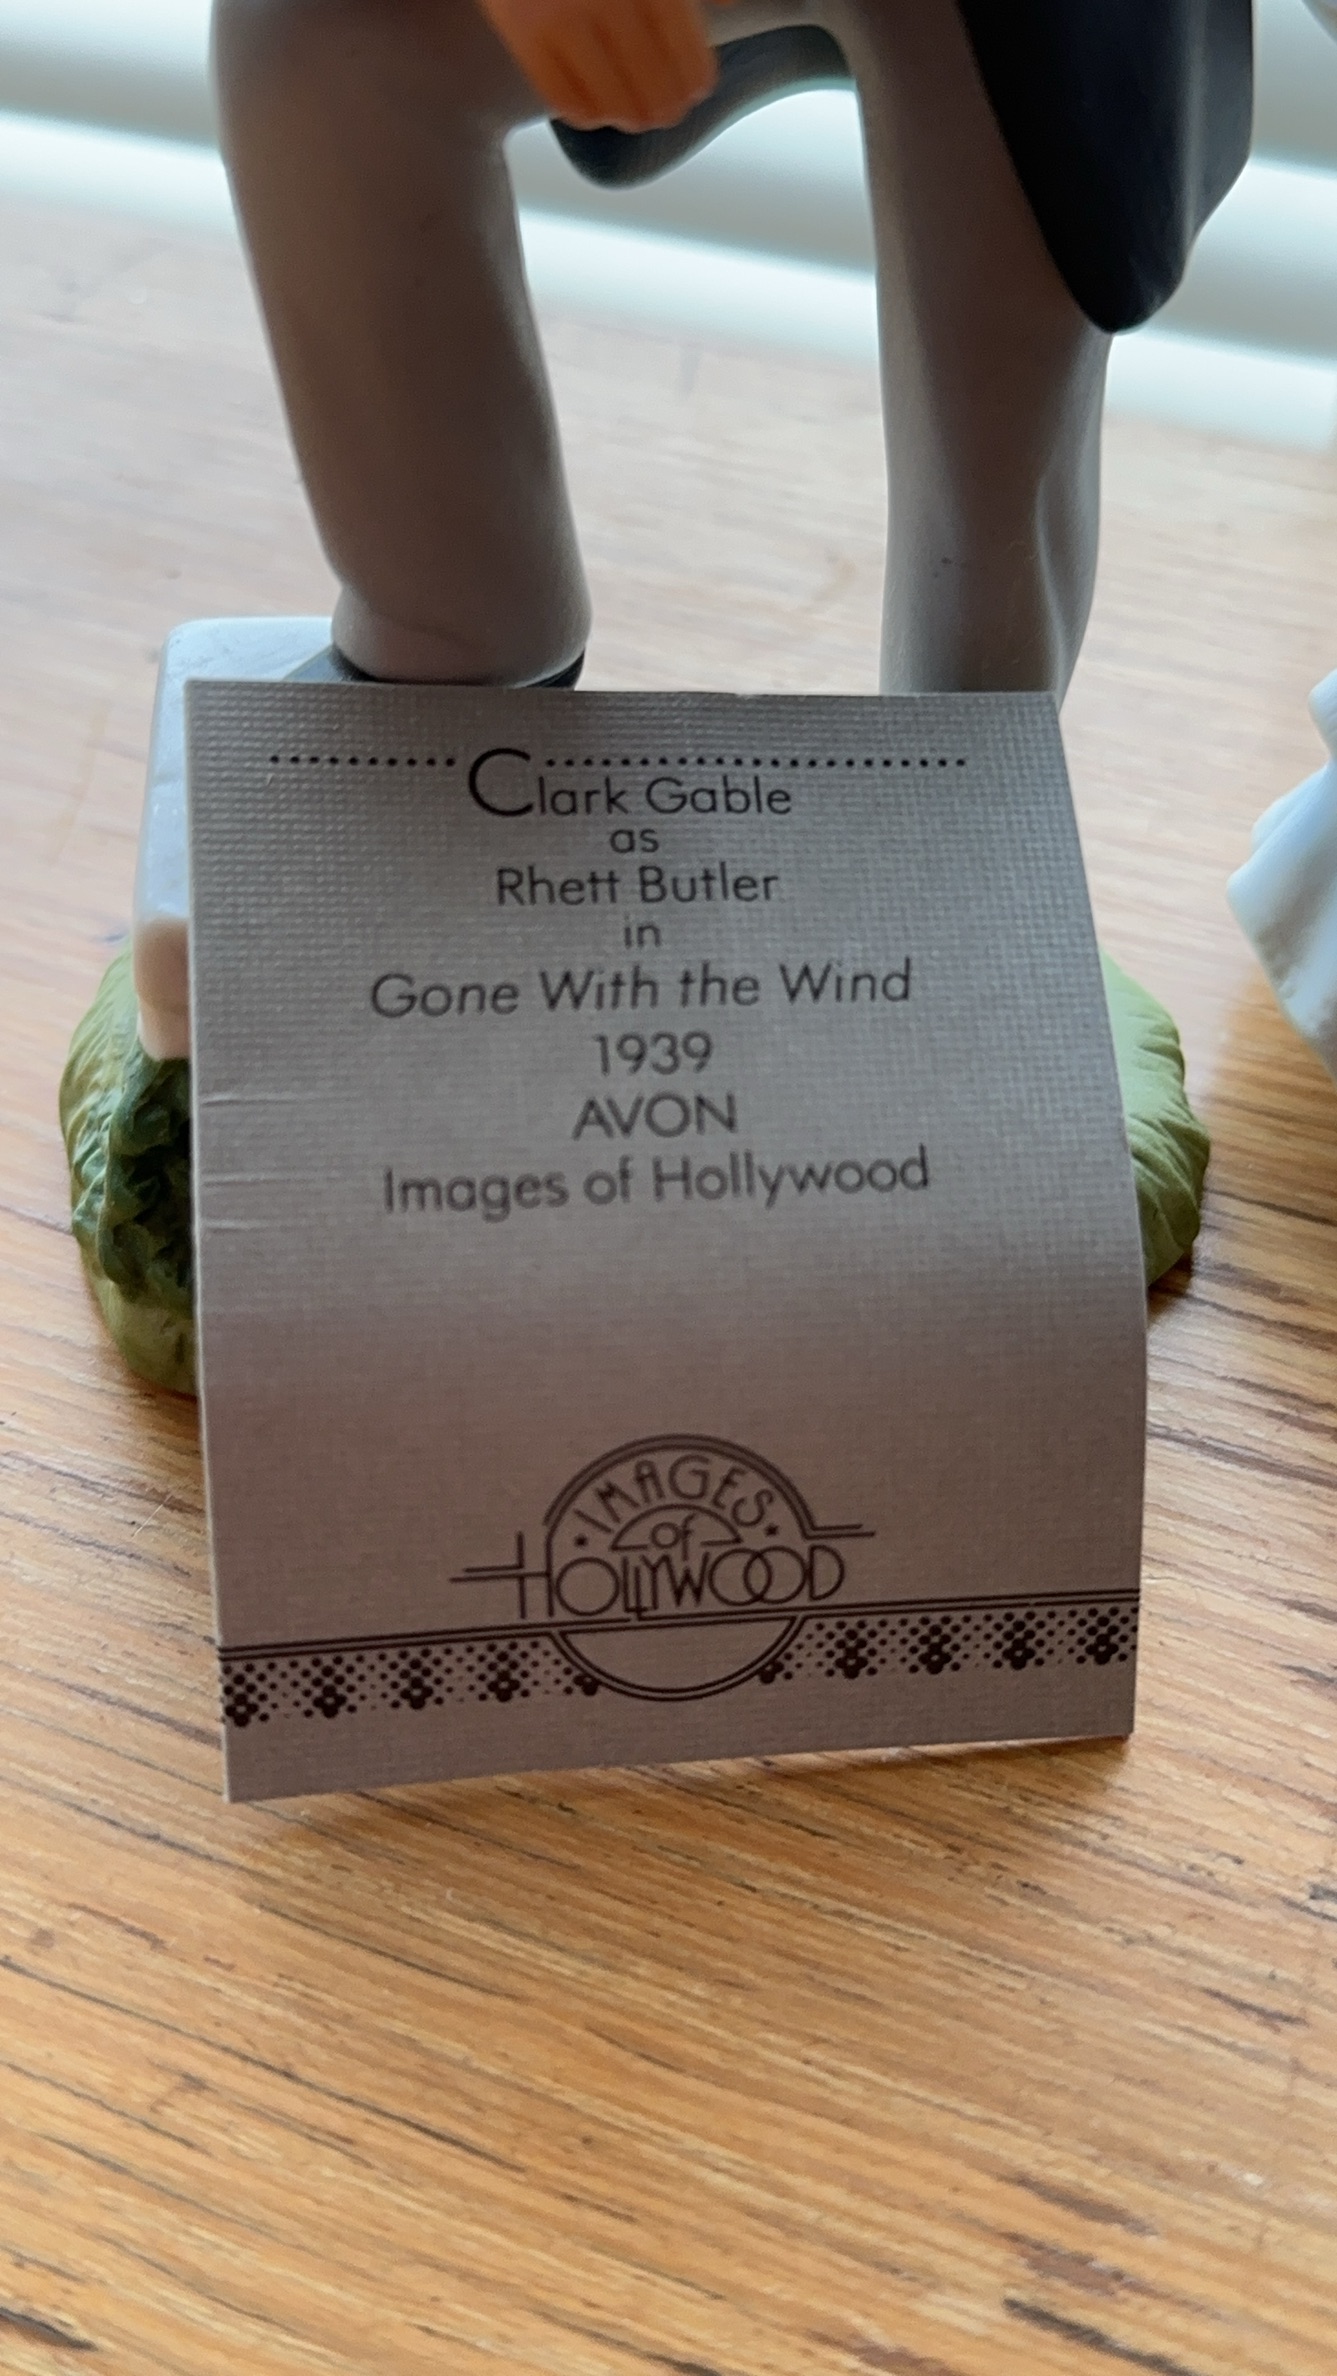 Clark Gable
as
Rhett Butler
in
Gone With the Wind
1939
AVON
Images of Hollywood
IMAGES
of
HOLLYWOOD